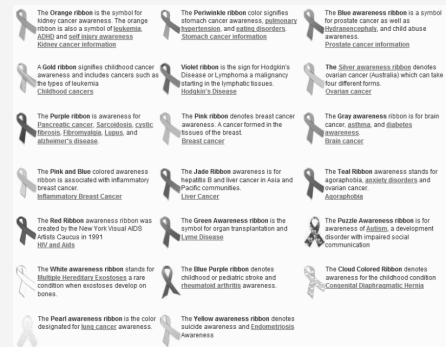 The Orange ribbon is the symbol for
kidney cancer awareness. The orange
ribbon is also a symbol of leukemia,
ADHD and self injury awareness
Kidney cancer information
The Periwinkle ribbon color signifies
stomach cancer awareness, pulmonary
hypertension, and eating disorders.
Stomach cancer information
The Blue awareness ribbon is a symbol
for prostate cancer as well as
Hydranencephaly, and child abuse
awareness.
Prostate cancer information
A Gold ribbon signifies childhood cancer
awareness and includes cancers such as
the types of leukemia
Childhood cancers
Violet ribbon is the sign for Hodgkin's
Disease or Lymphoma a malignancy
starting in the lymphatic tissues.
Hodgkin's Disease
The Silver awareness ribbon denotes
ovarian cancer (Australia) which can take
four different forms.
Ovarian cancer
The Purple ribbon is awareness for
Pancreatic cancer, Sarcoidosis, cystic
fibrosis, Fibromyalgia, Lupus, and
alzheimer's disease.
The Pink ribbon denotes breast cancer
awareness. A cancer formed in the
tissues of the breast.
Breast cancer
The Gray awareness ribbon is for brain
cancer, asthma, and diabetes
awareness.
Brain cancer
The Pink and Blue colored awareness
ribbon is associated with inflammatory
breast cancer.
Inflammatory Breast Cancer
The Jade Awareness ribbon is for
hepatitis B and liver cancer in Asia and
Pacific communities.
Liver Cancer
The Teal Ribbon awareness stands for
agoraphobia, anxiety disorders and
ovarian cancer.
Agoraphobia
The Red Ribbon awareness ribbon was
created by the New York Visual AIDS
Artists Caucus in 1991
HIV and Aids
The Green Awareness ribbon is the
symbol for organ transplantation and
Lyme Disease
The Puzzle Awareness ribbon is for
awareness of Autism, a development
disorder with impaired social
communication
The White awareness ribbon stands for
Multiple Hereditary Exostoses a rare
condition when exostoses develop on
bones.
The Blue Purple ribbon denotes
childhood or pediatric stroke and
rheumatoid arthritis awareness.
The Cloud Colored Ribbon denotes
awareness for the childhood condition
Congenital Diaphragmatic Hernia
The Pearl awareness ribbon is the color
designated for lung cancer awareness.
The Yellow awareness ribbon denotes
suicide awareness and Endometriosis
Awareness